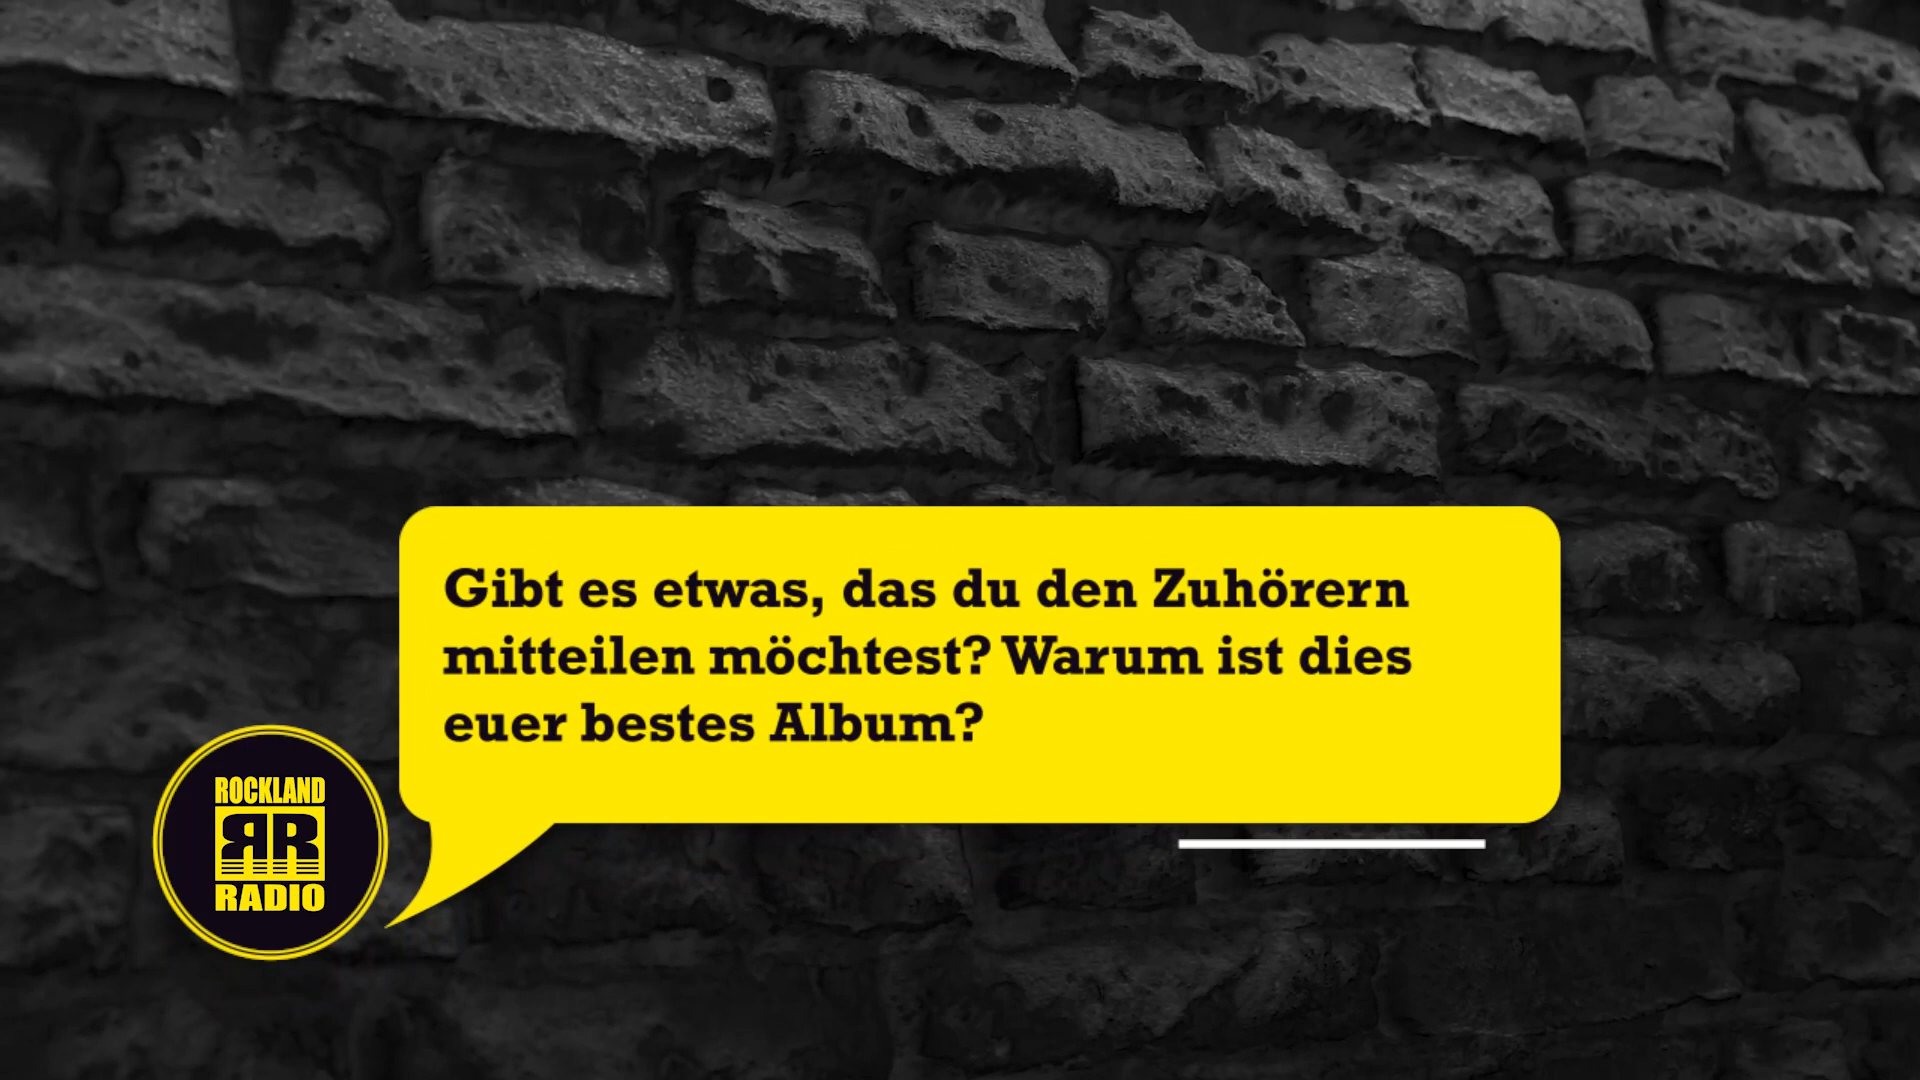 Gibt es etwas, das du den Zuhörern
mitteilen möchtest? Warum ist dies
euer bestes Album?
ROCKLAND
RR
RADIO